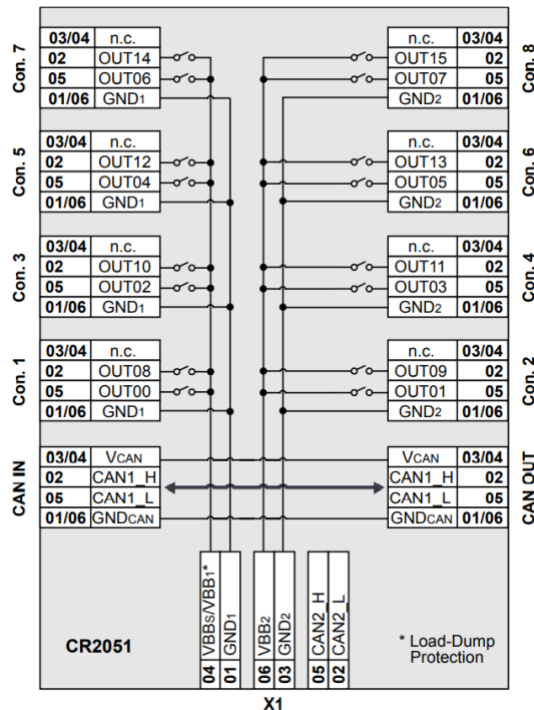 Con. 7
03/04 n.c.
02 OUT14
05 OUT06
01/06 GND1
n.c. 03/04
OUT15 02
OUT07 05
GND2 01/06
Con. 8
Con. 5
03/04 n.c.
02 OUT12
05 OUT04
01/06 GND1
n.c. 03/04
OUT13 02
OUT05 05
GND2 01/06
Con. 6
Con. 3
03/04 n.c.
02 OUT10
05 OUT02
01/06 GND1
n.c. 03/04
OUT11 02
OUT03 05
GND2 01/06
Con. 4
Con. 1
03/04 n.c.
02 OUT08
05 OUT00
01/06 GND1
n.c. 03/04
OUT09 02
OUT01 05
GND2 01/06
Con. 2
CAN IN
03/04 VCAN
02 CAN1_H
05 CAN1_L
01/06 GNDCAN
VCAN 03/04
CAN1_H 02
CAN1_L 05
GNDCAN 01/06
CAN OUT
04 VBBS/VBB1*
01 GND1
06 VBB2
03 GND2
05 CAN2_H
02 CAN2_L
CR2051
* Load-Dump
Protection
X1